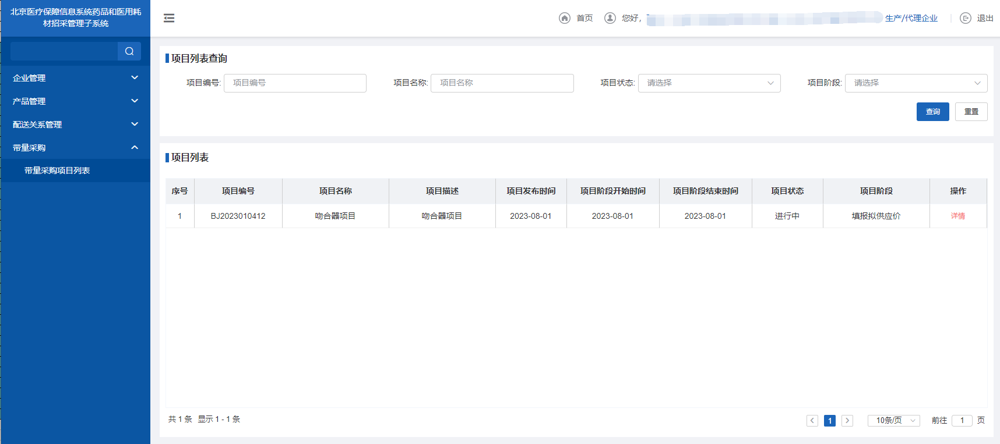 北京医疗保障信息系统药品和医用耗
材招采管理子系统
首页 您好, 生产/代理企业 退出
企业管理
产品管理
配送关系管理
带量采购
带量采购项目列表
项目列表查询
项目编号: 项目编号 项目名称: 项目名称 项目状态: 请选择 项目阶段: 请选择
查询 重置
项目列表
序号 项目编号 项目名称 项目描述 项目发布时间 项目阶段开始时间 项目阶段结束时间 项目状态 项目阶段 操作
1 BJ2023010412 吻合器项目 吻合器项目 2023-08-01 2023-08-01 2023-08-01 进行中 填报拟供应价 详情
共 1 条 显示 1 - 1 条 1 10条/页 前往 1 页